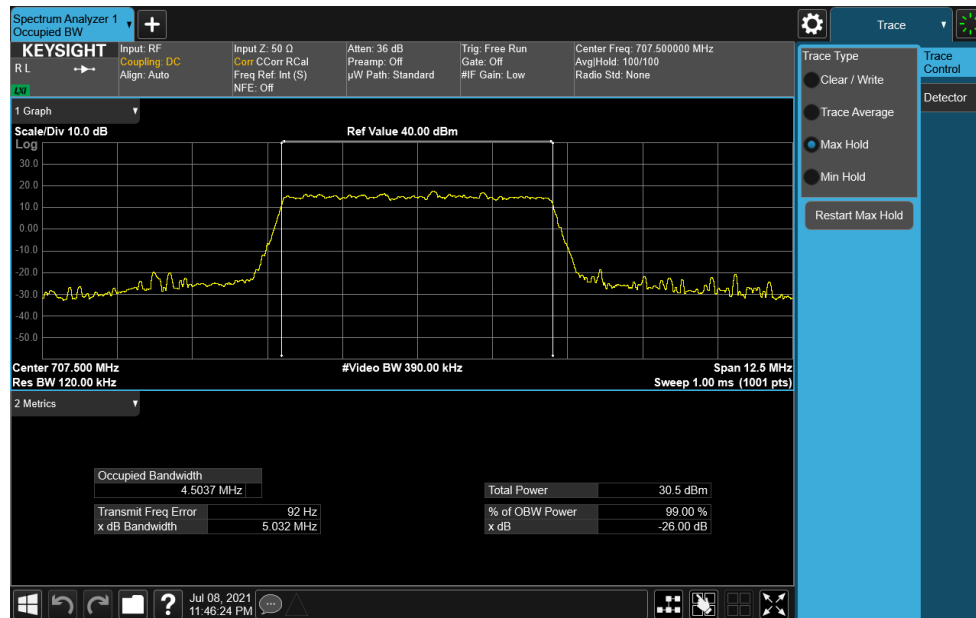 Spectrum Analyzer 1
Occupied BW
Trace
KEYSIGHT
R L
LXI
Input: RF
Coupling: DC
Align: Auto
Input Z: 50 Ω
Corr CCorr RCal
Freq Ref: Int (S)
NFE: Off
Atten: 36 dB
Preamp: Off
µW Path: Standard
Trig: Free Run
Gate: Off
#IF Gain: Low
Center Freq: 707.500000 MHz
Avg|Hold: 100/100
Radio Std: None
Trace Type
Clear / Write
Trace Average
Max Hold
Min Hold
Restart Max Hold
Trace
Control
Detector
1 Graph
Scale/Div 10.0 dB
Ref Value 40.00 dBm
Log
30.0
20.0
10.0
0.00
-10.0
-20.0
-30.0
-40.0
-50.0
Center 707.500 MHz
#Video BW 390.00 kHz
Span 12.5 MHz
Res BW 120.00 kHz
Sweep 1.00 ms (1001 pts)
2 Metrics
Occupied Bandwidth
4.5037 MHz
Total Power 30.5 dBm
Transmit Freq Error 92 Hz
% of OBW Power 99.00 %
x dB Bandwidth 5.032 MHz
x dB -26.00 dB
?
Jul 08, 2021
11:46:24 PM